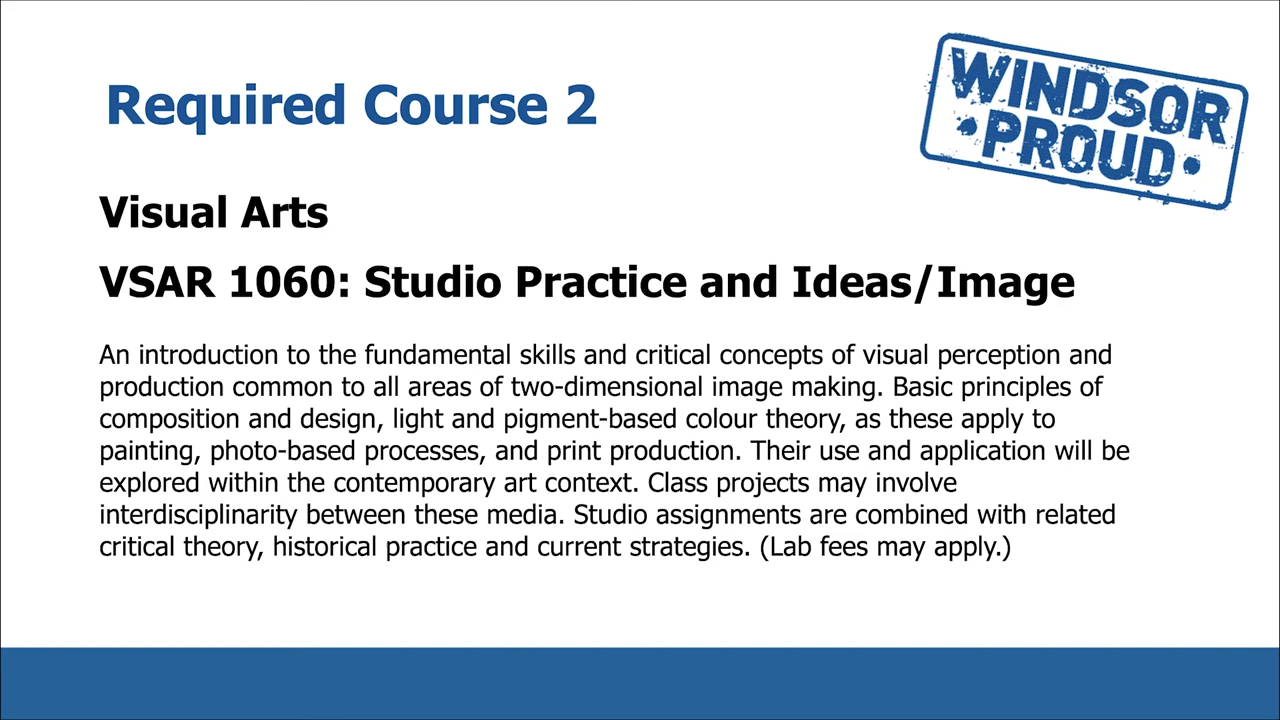 Required Course 2
WINDSOR
• PROUD •
Visual Arts
VSAR 1060: Studio Practice and Ideas/Image
An introduction to the fundamental skills and critical concepts of visual perception and
production common to all areas of two-dimensional image making. Basic principles of
composition and design, light and pigment-based colour theory, as these apply to
painting, photo-based processes, and print production. Their use and application will be
explored within the contemporary art context. Class projects may involve
interdisciplinarity between these media. Studio assignments are combined with related
critical theory, historical practice and current strategies. (Lab fees may apply.)